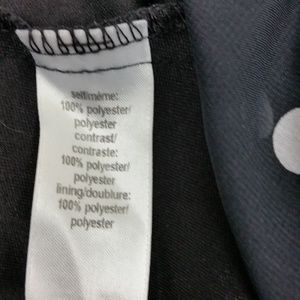 self/même:
100% polyester/
polyester
contrast/
contraste:
100% polyester/
polyester
lining/doublure:
100% polyester/
polyester